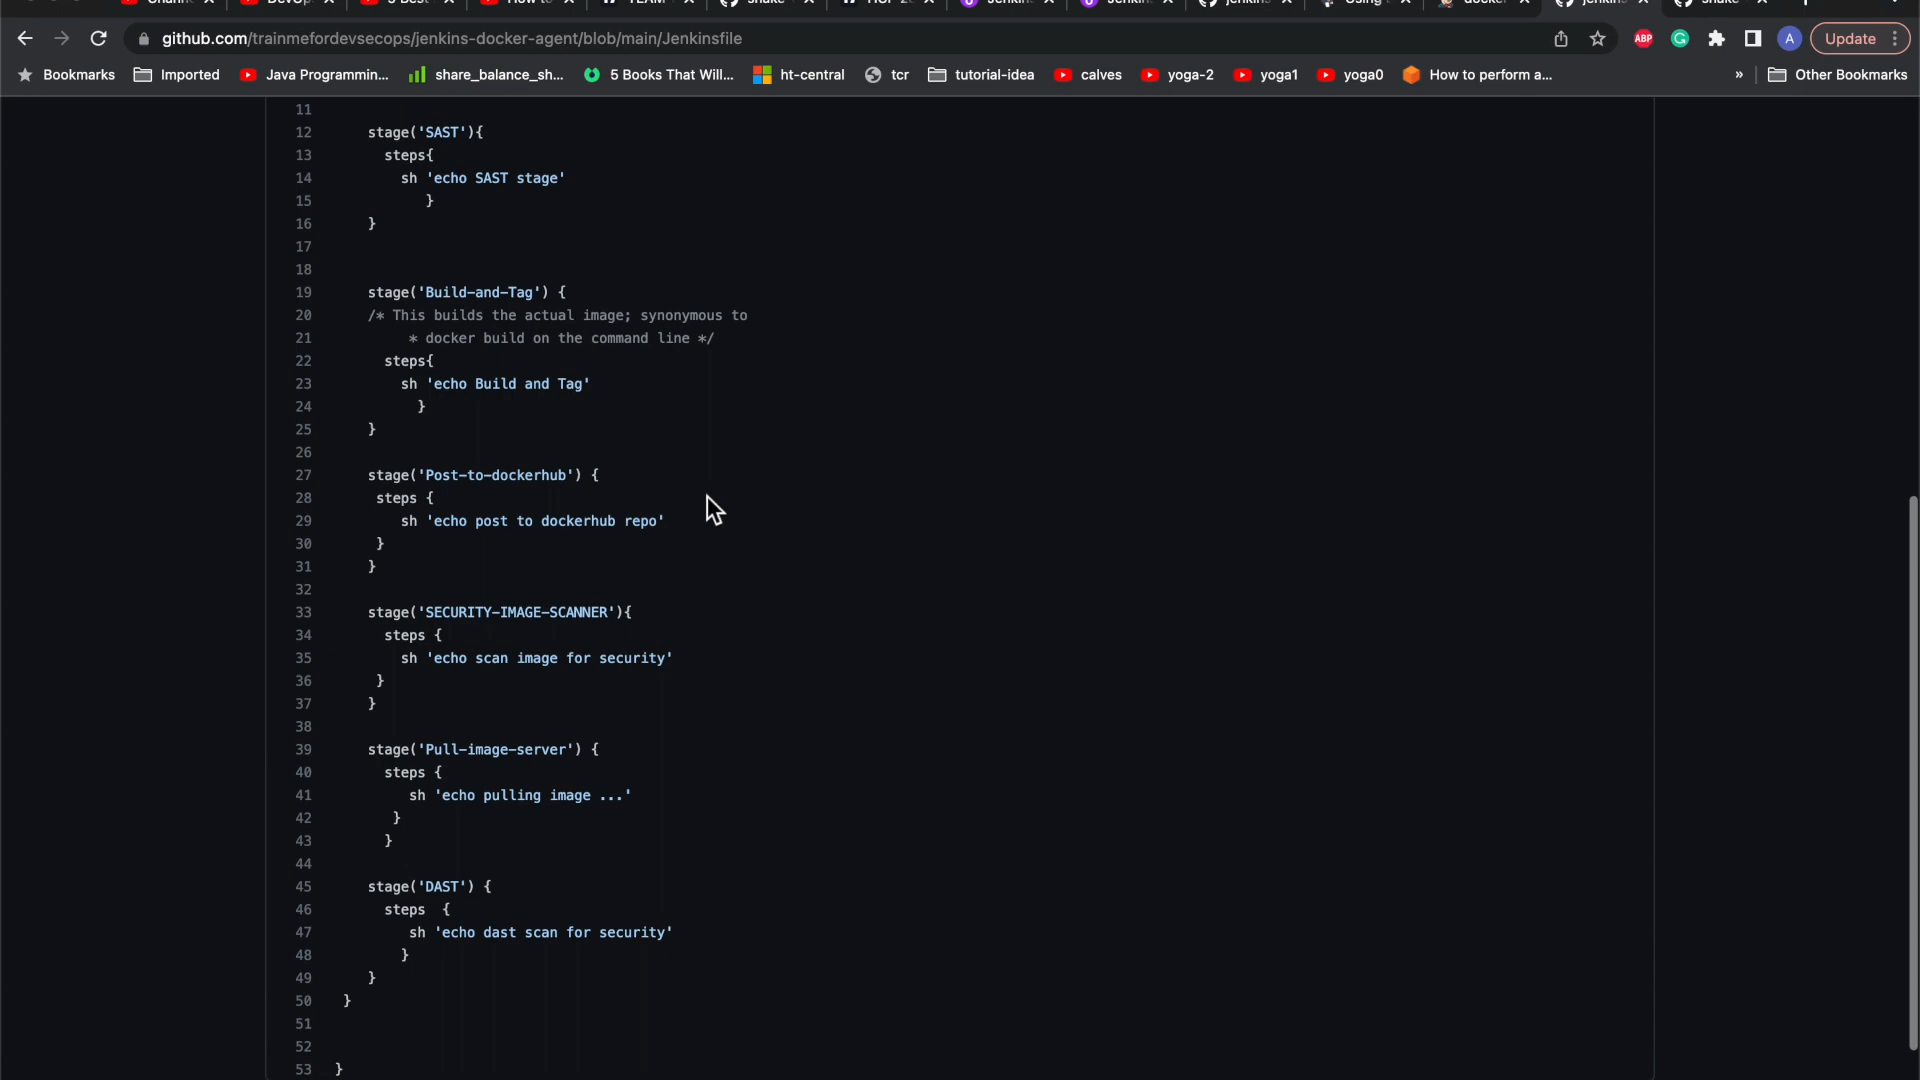 github.com/trainmefordevsecops/jenkins-docker-agent/blob/main/Jenkinsfile
ABP
A
Update
Bookmarks
Imported
Java Programmin...
share_balance_sh...
5 Books That Will...
ht-central
tcr
tutorial-idea
calves
yoga-2
yoga1
yoga0
How to perform a...
»
Other Bookmarks
11
12 stage('SAST'){
13 steps{
14 sh 'echo SAST stage'
15 }
16 }
17
18
19 stage('Build-and-Tag') {
20 /* This builds the actual image; synonymous to
21 * docker build on the command line */
22 steps{
23 sh 'echo Build and Tag'
24 }
25 }
26
27 stage('Post-to-dockerhub') {
28 steps {
29 sh 'echo post to dockerhub repo'
30 }
31 }
32
33 stage('SECURITY-IMAGE-SCANNER'){
34 steps {
35 sh 'echo scan image for security'
36 }
37 }
38
39 stage('Pull-image-server') {
40 steps {
41 sh 'echo pulling image ...'
42 }
43 }
44
45 stage('DAST') {
46 steps {
47 sh 'echo dast scan for security'
48 }
49 }
50 }
51
52
53 }